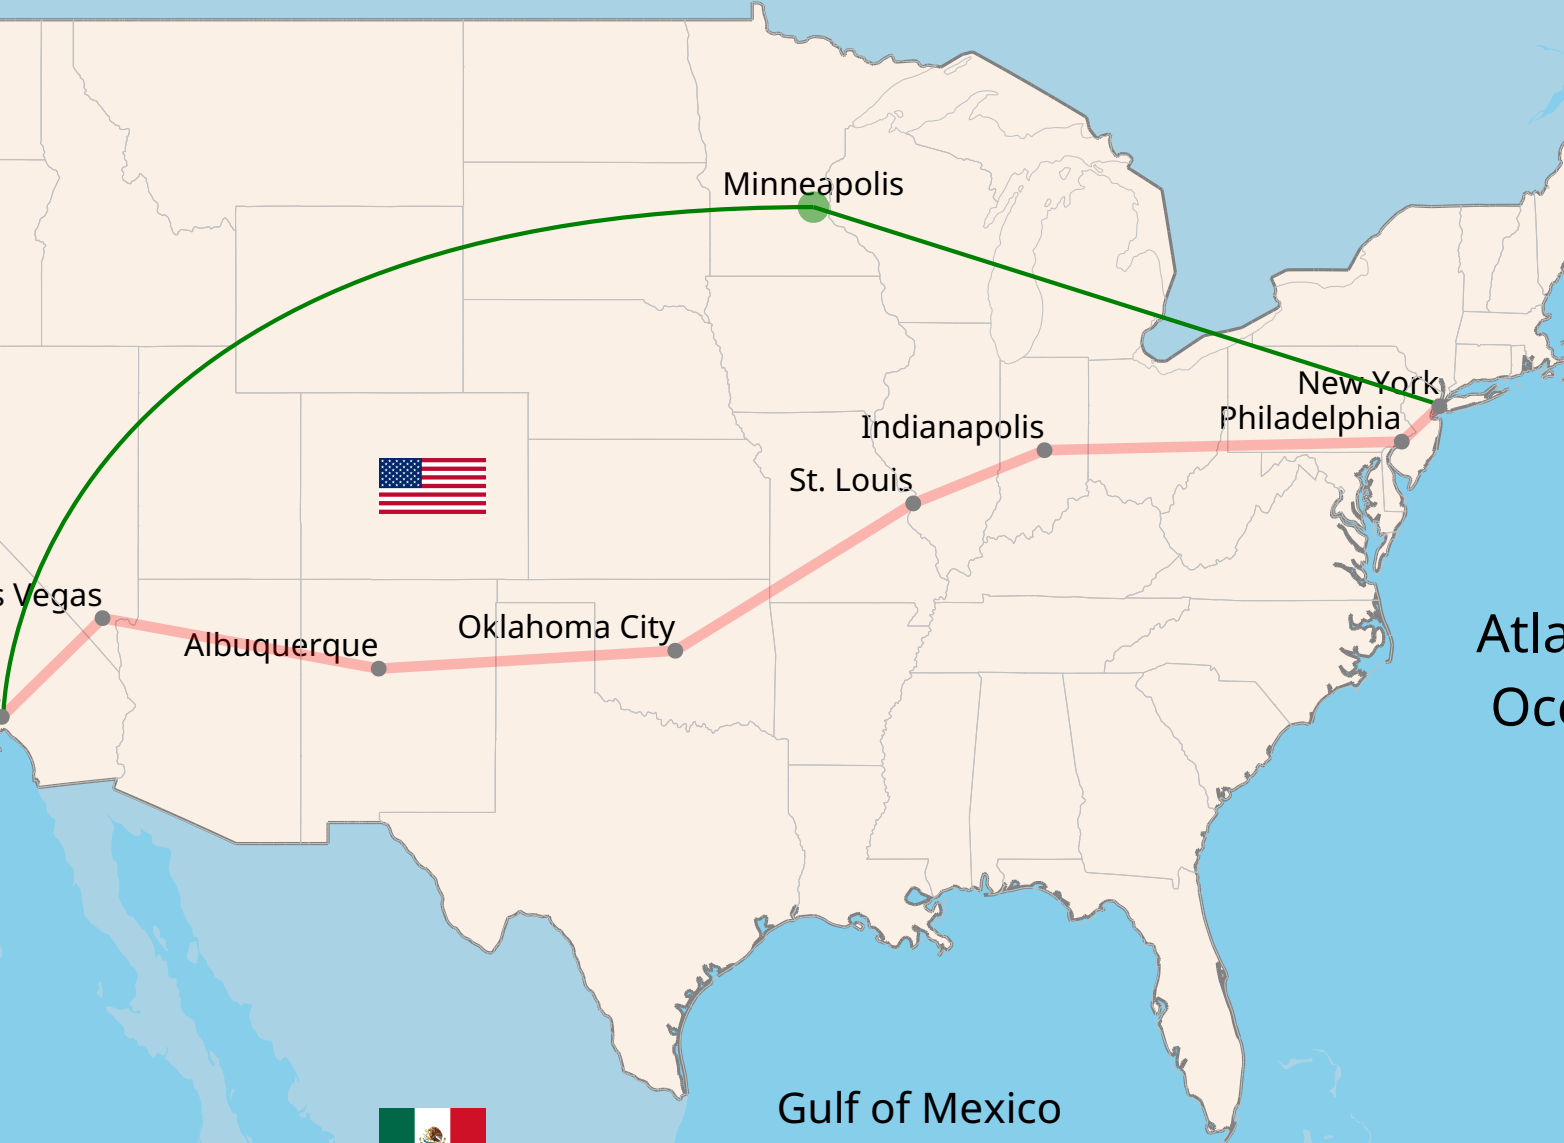 Minneapolis
New York
Philadelphia
Indianapolis
St. Louis
s Vegas
Oklahoma City
Albuquerque
Atla
Oce
Gulf of Mexico